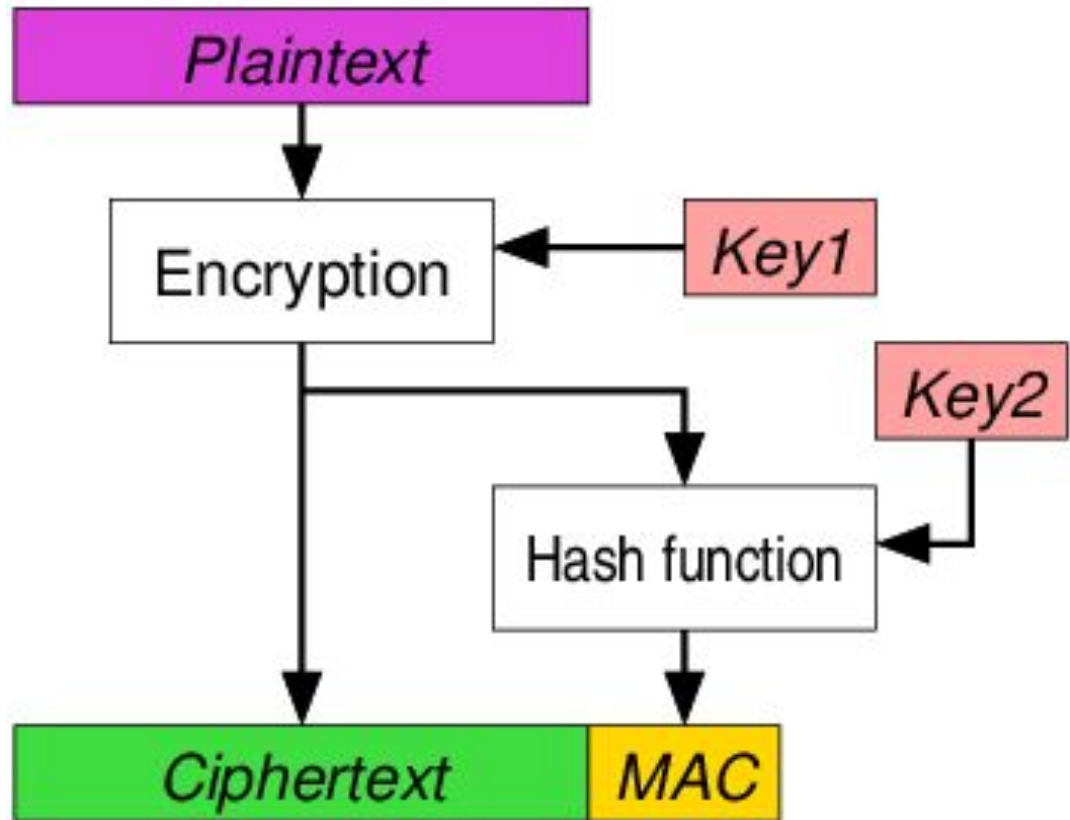 Plaintext
Encryption
Key1
Key2
Hash function
Ciphertext
MAC